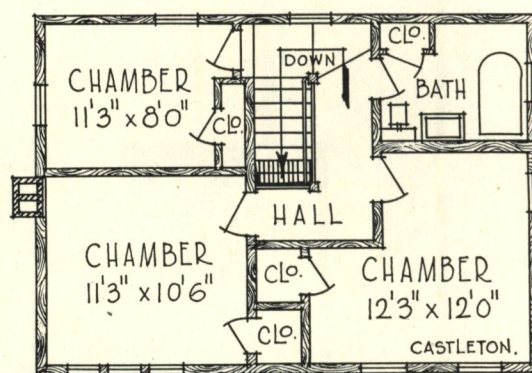 CHAMBER
11'3" x 8'0"
CLO.
DOWN
CLO.
BATH
HALL
CHAMBER
11'3" x 10'6"
CLO.
CLO.
CHAMBER
12'3" x 12'0"
CASTLETON.